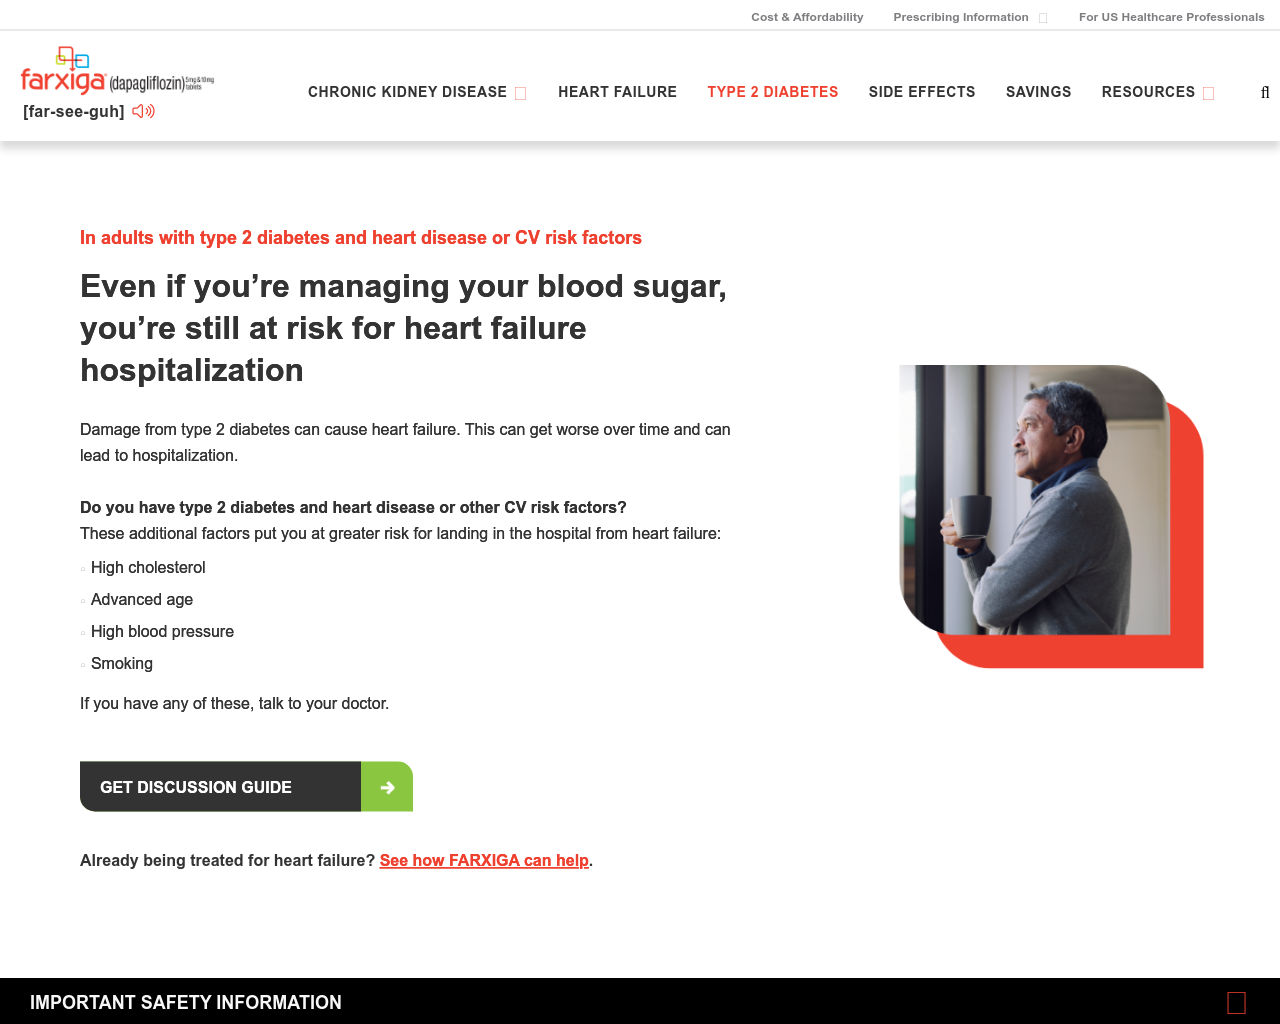 Cost & Affordability
Prescribing Information
For US Healthcare Professionals
farxiga® (dapagliflozin) 5 mg & 10 mg tablets
[far-see-guh]
CHRONIC KIDNEY DISEASE
HEART FAILURE
TYPE 2 DIABETES
SIDE EFFECTS
SAVINGS
RESOURCES
In adults with type 2 diabetes and heart disease or CV risk factors
Even if you’re managing your blood sugar,
you’re still at risk for heart failure
hospitalization
Damage from type 2 diabetes can cause heart failure. This can get worse over time and can
lead to hospitalization.
Do you have type 2 diabetes and heart disease or other CV risk factors?
These additional factors put you at greater risk for landing in the hospital from heart failure:
High cholesterol
Advanced age
High blood pressure
Smoking
If you have any of these, talk to your doctor.
GET DISCUSSION GUIDE
Already being treated for heart failure? See how FARXIGA can help.
IMPORTANT SAFETY INFORMATION